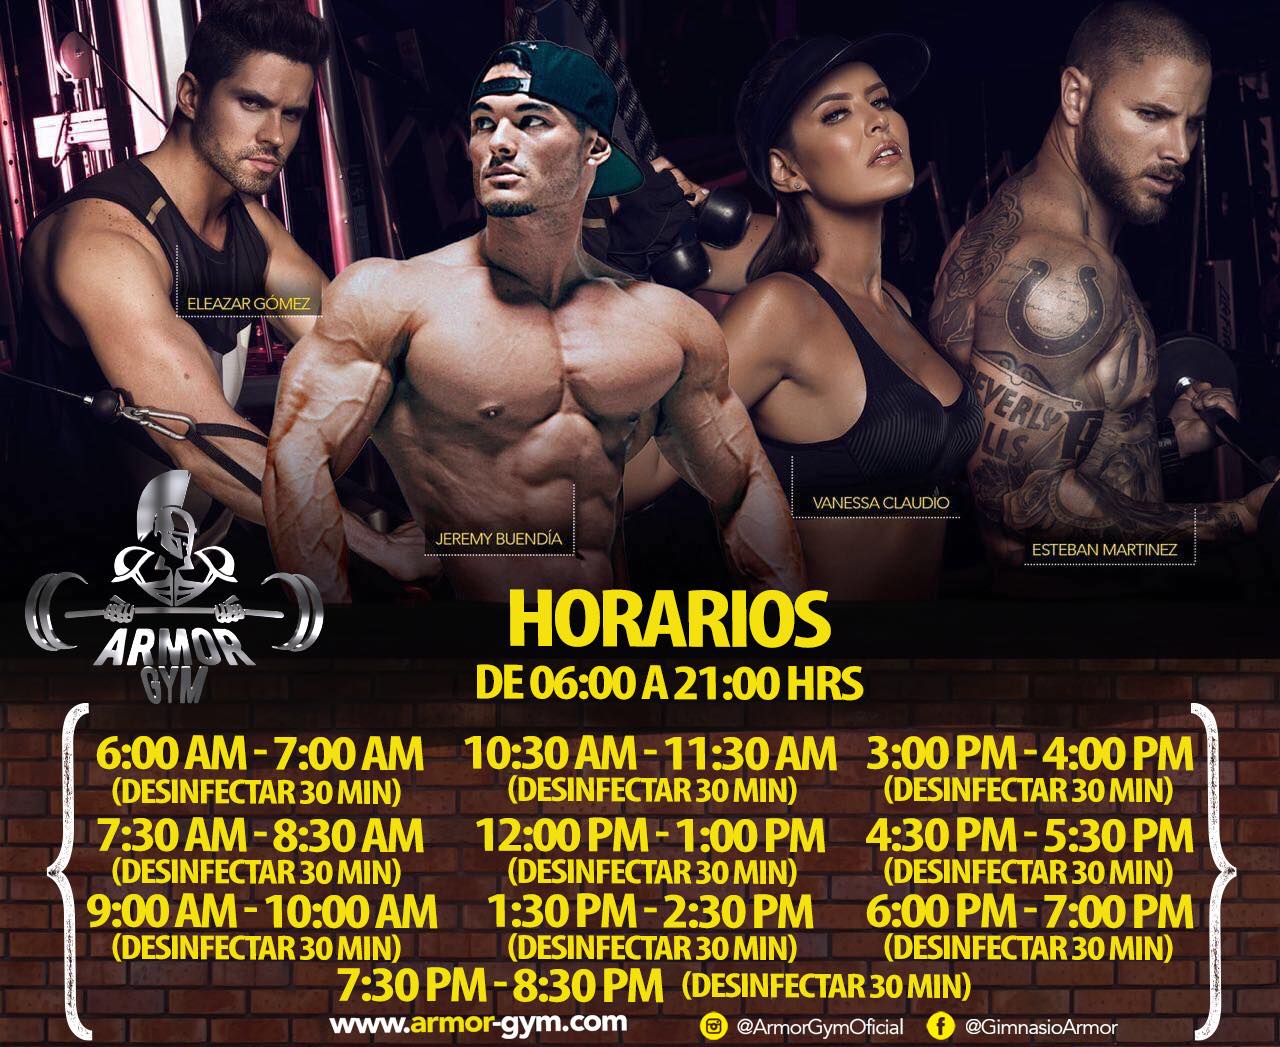 ELEAZAR GÓMEZ
JEREMY BUENDÍA
VANESSA CLAUDIO
ESTEBAN MARTINEZ
BEVERLY
LLS
ARMOR
GYM
HORARIOS
DE 06:00 A 21:00 HRS
6:00 AM - 7:00 AM
(DESINFECTAR 30 MIN)
7:30 AM - 8:30 AM
(DESINFECTAR 30 MIN)
9:00 AM - 10:00 AM
(DESINFECTAR 30 MIN)
10:30 AM - 11:30 AM
(DESINFECTAR 30 MIN)
12:00 PM - 1:00 PM
(DESINFECTAR 30 MIN)
1:30 PM - 2:30 PM
(DESINFECTAR 30 MIN)
3:00 PM - 4:00 PM
(DESINFECTAR 30 MIN)
4:30 PM - 5:30 PM
(DESINFECTAR 30 MIN)
6:00 PM - 7:00 PM
(DESINFECTAR 30 MIN)
7:30 PM - 8:30 PM (DESINFECTAR 30 MIN)
www.armor-gym.com
@ArmorGymOficial
@GimnasioArmor